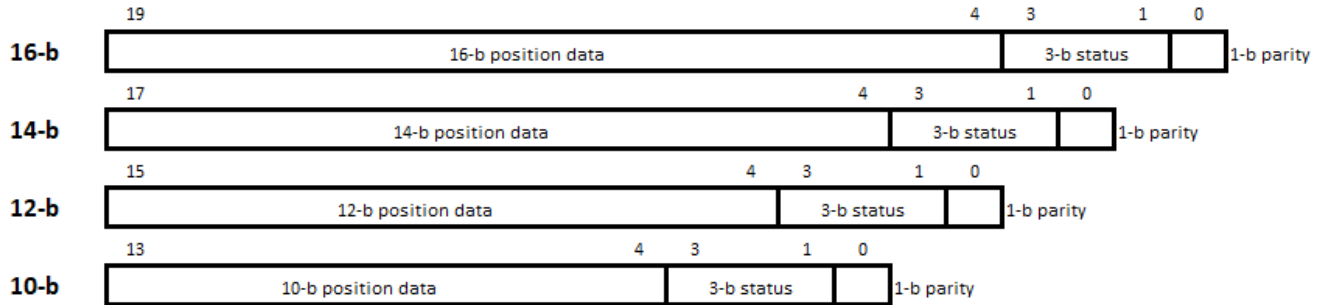 19 4 3 1 0
16-b 16-b position data 3-b status 1-b parity
17 4 3 1 0
14-b 14-b position data 3-b status 1-b parity
15 4 3 1 0
12-b 12-b position data 3-b status 1-b parity
13 4 3 1 0
10-b 10-b position data 3-b status 1-b parity